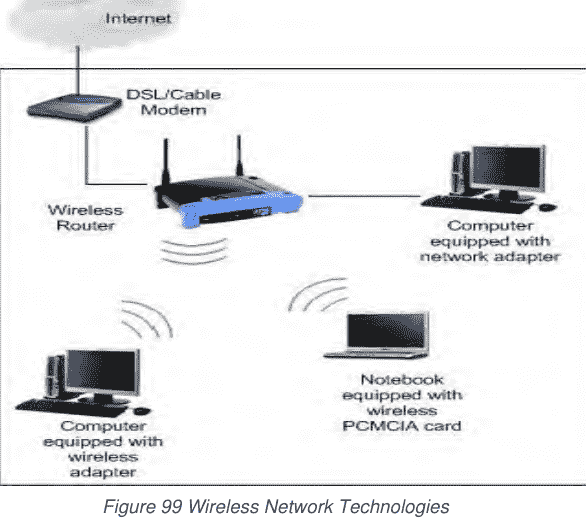 Internet
DSL/Cable
Modem
Wireless
Router
Computer
equipped with
network adapter
Notebook
equipped with
wireless
PCMCIA card
Computer
equipped with
wireless
adapter
Figure 99 Wireless Network Technologies